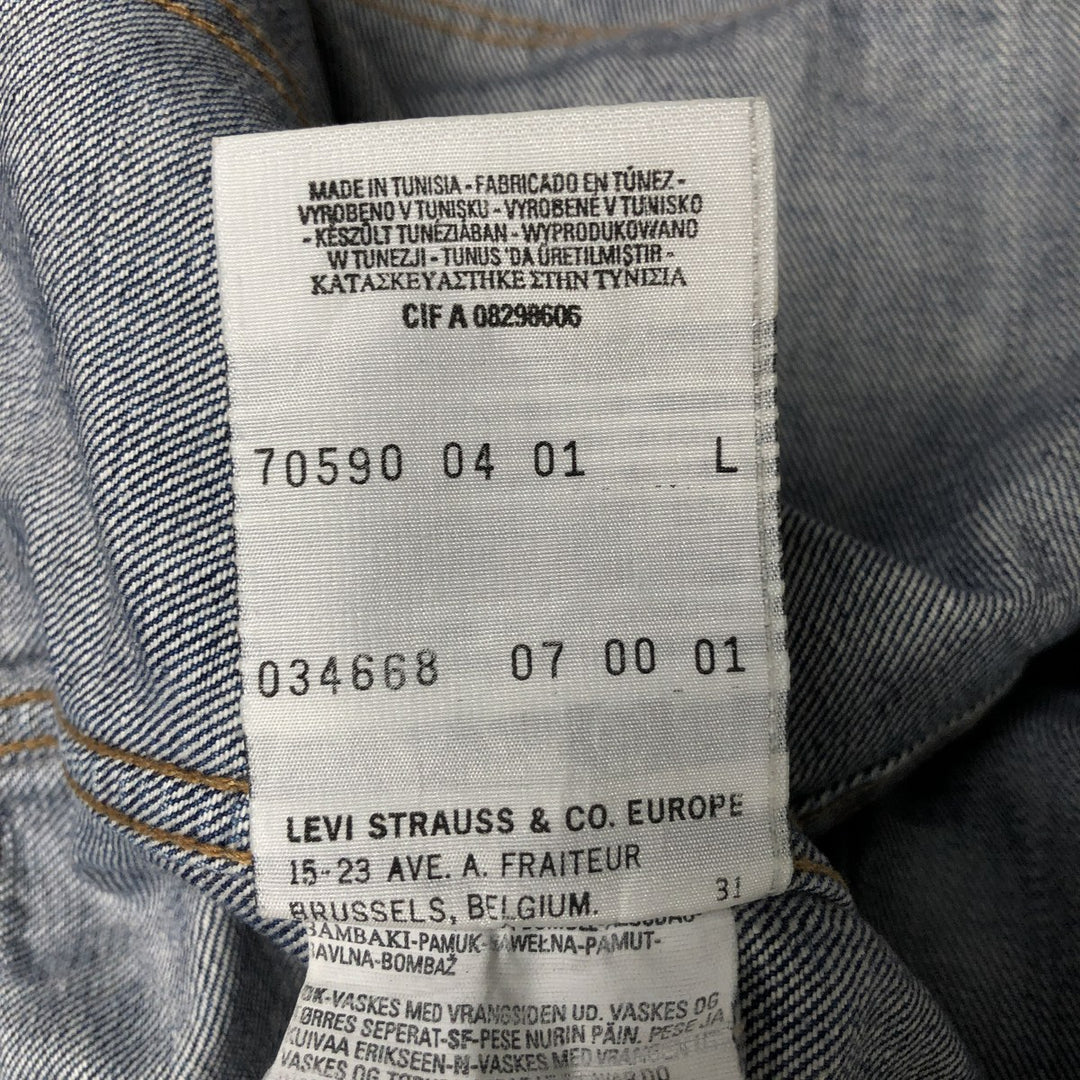 MADE IN TUNISIA - FABRICADO EN TÚNEZ -
VYROBENO V TUNISKU - VYROBENÉ V TUNISKO
- KÉSZÜLT TUNÉZIÁBAN - WYPRODUKOWANO
W TUNEZJI - TUNUS 'DA ÜRETILMIŞTIR -
ΚΑΤΑΣΚΕΥΑΣΤΗΚΕ ΣΤΗΝ ΤΥΝΙΣΙΑ
CIF A 08298606
70590 04 01 L
034668 07 00 01
LEVI STRAUSS & CO. EUROPE
15-23 AVE. A. FRAITEUR
BRUSSELS, BELGIUM. 31
BAMBAKI-PAMUK-BAWEŁNA-PAMUT-
BAVLNA-BOMBAŽ
DK-VASKES MED VRANGSIDEN UD. VASKES OG
TØRRES SEPERAT-SF-PESE NURIN PÄIN. PESE JA
KUIVAA ERIKSEEN-N-VASKES MED
VASKES OG